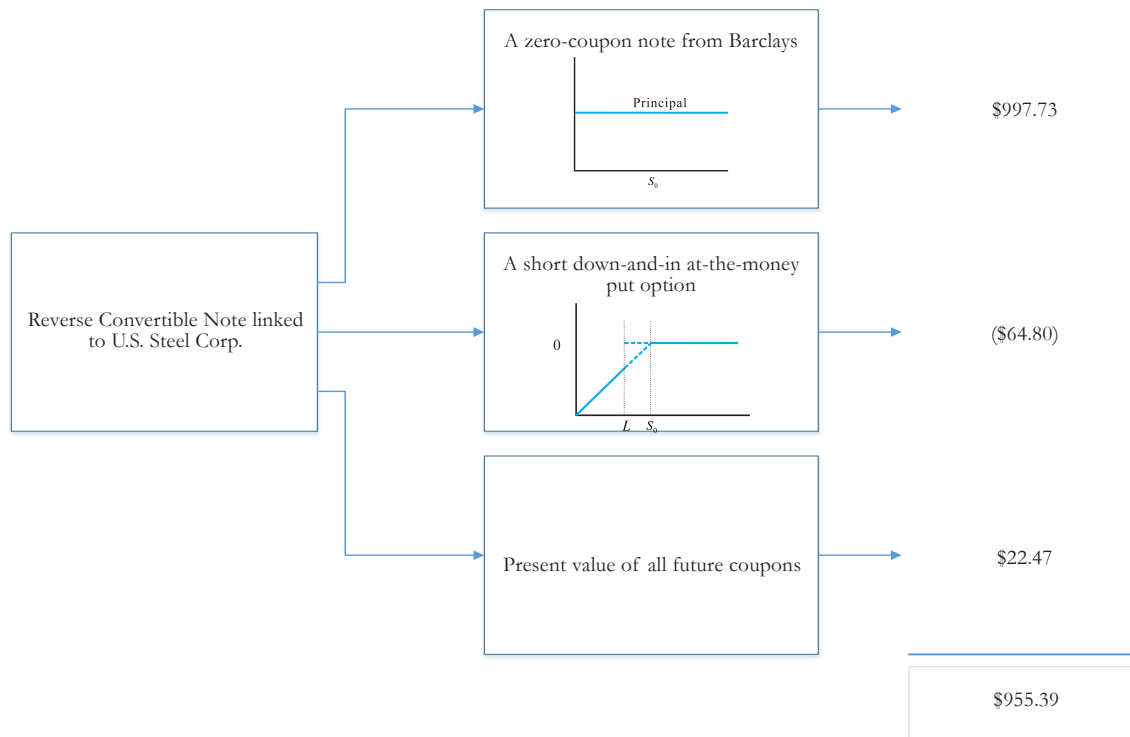 A zero-coupon note from Barclays
Principal
S₀
$997.73
Reverse Convertible Note linked
to U.S. Steel Corp.
A short down-and-in at-the-money
put option
0
L S₀
($64.80)
Present value of all future coupons
$22.47
$955.39